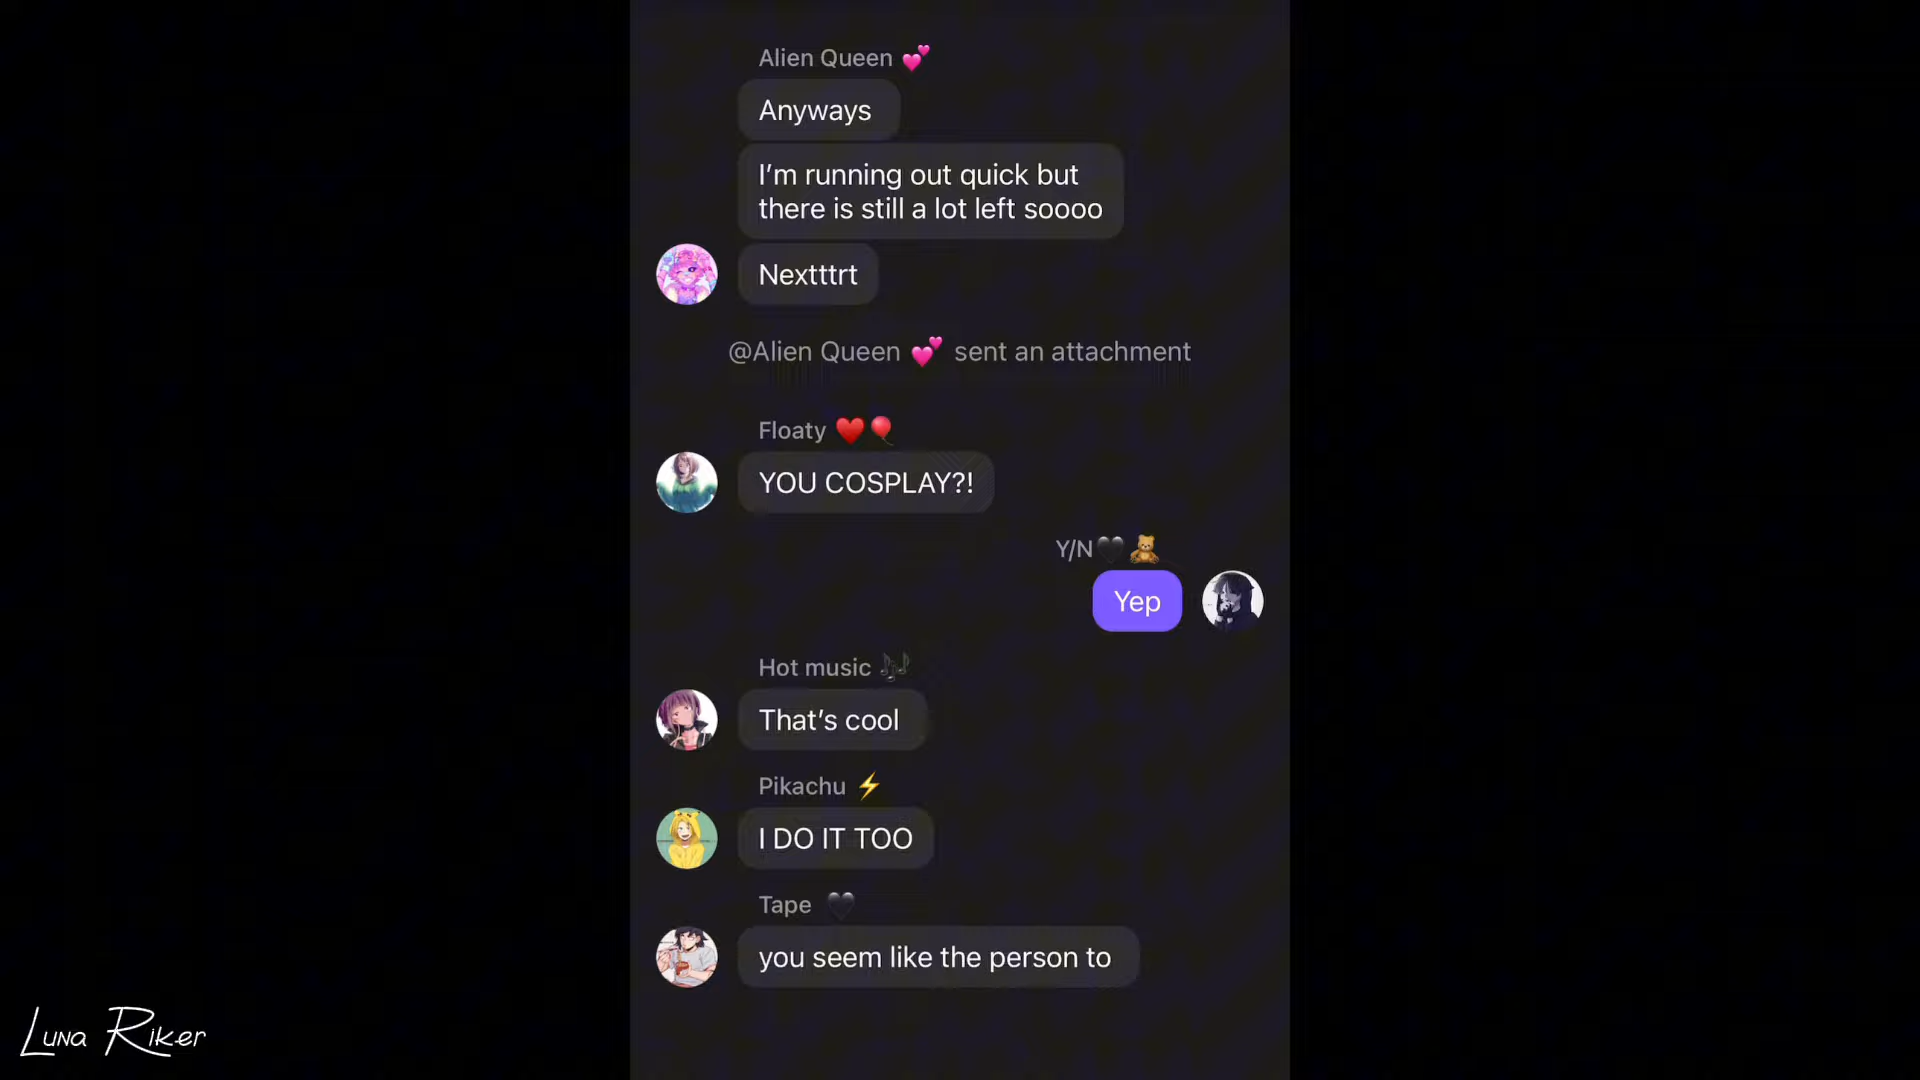 Alien Queen 💕
Anyways
I’m running out quick but
there is still a lot left soooo
Nextttrt
@Alien Queen 💕 sent an attachment
Floaty ❤️🎈
YOU COSPLAY?!
Y/N🖤🧸
Yep
Hot music 🎶
That’s cool
Pikachu ⚡
I DO IT TOO
Tape 🖤
you seem like the person to
Luna Riker